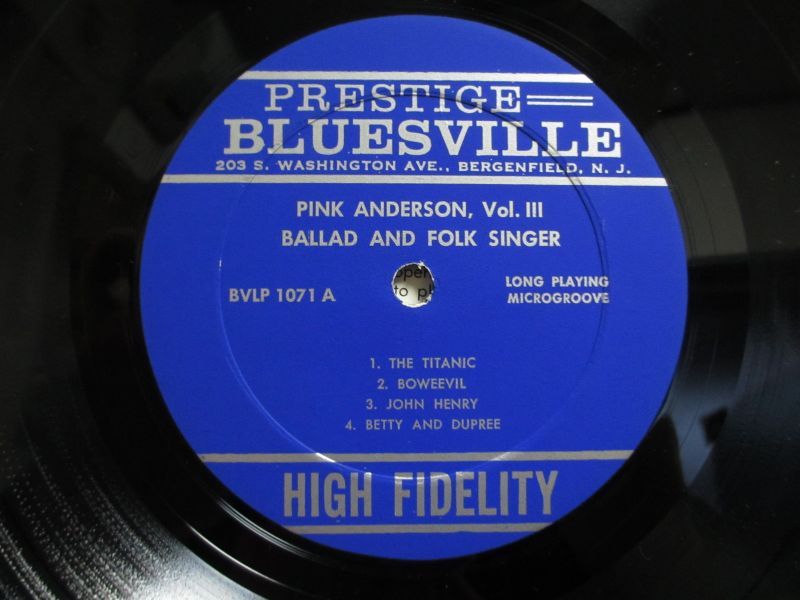 PRESTIGE
BLUESVILLE
203 S. WASHINGTON AVE., BERGENFIELD, N. J.
PINK ANDERSON, Vol. III
BALLAD AND FOLK SINGER
BVLP 1071 A
LONG PLAYING
MICROGROOVE
to
1. THE TITANIC
2. BOWEEVIL
3. JOHN HENRY
4. BETTY AND DUPREE
HIGH FIDELITY